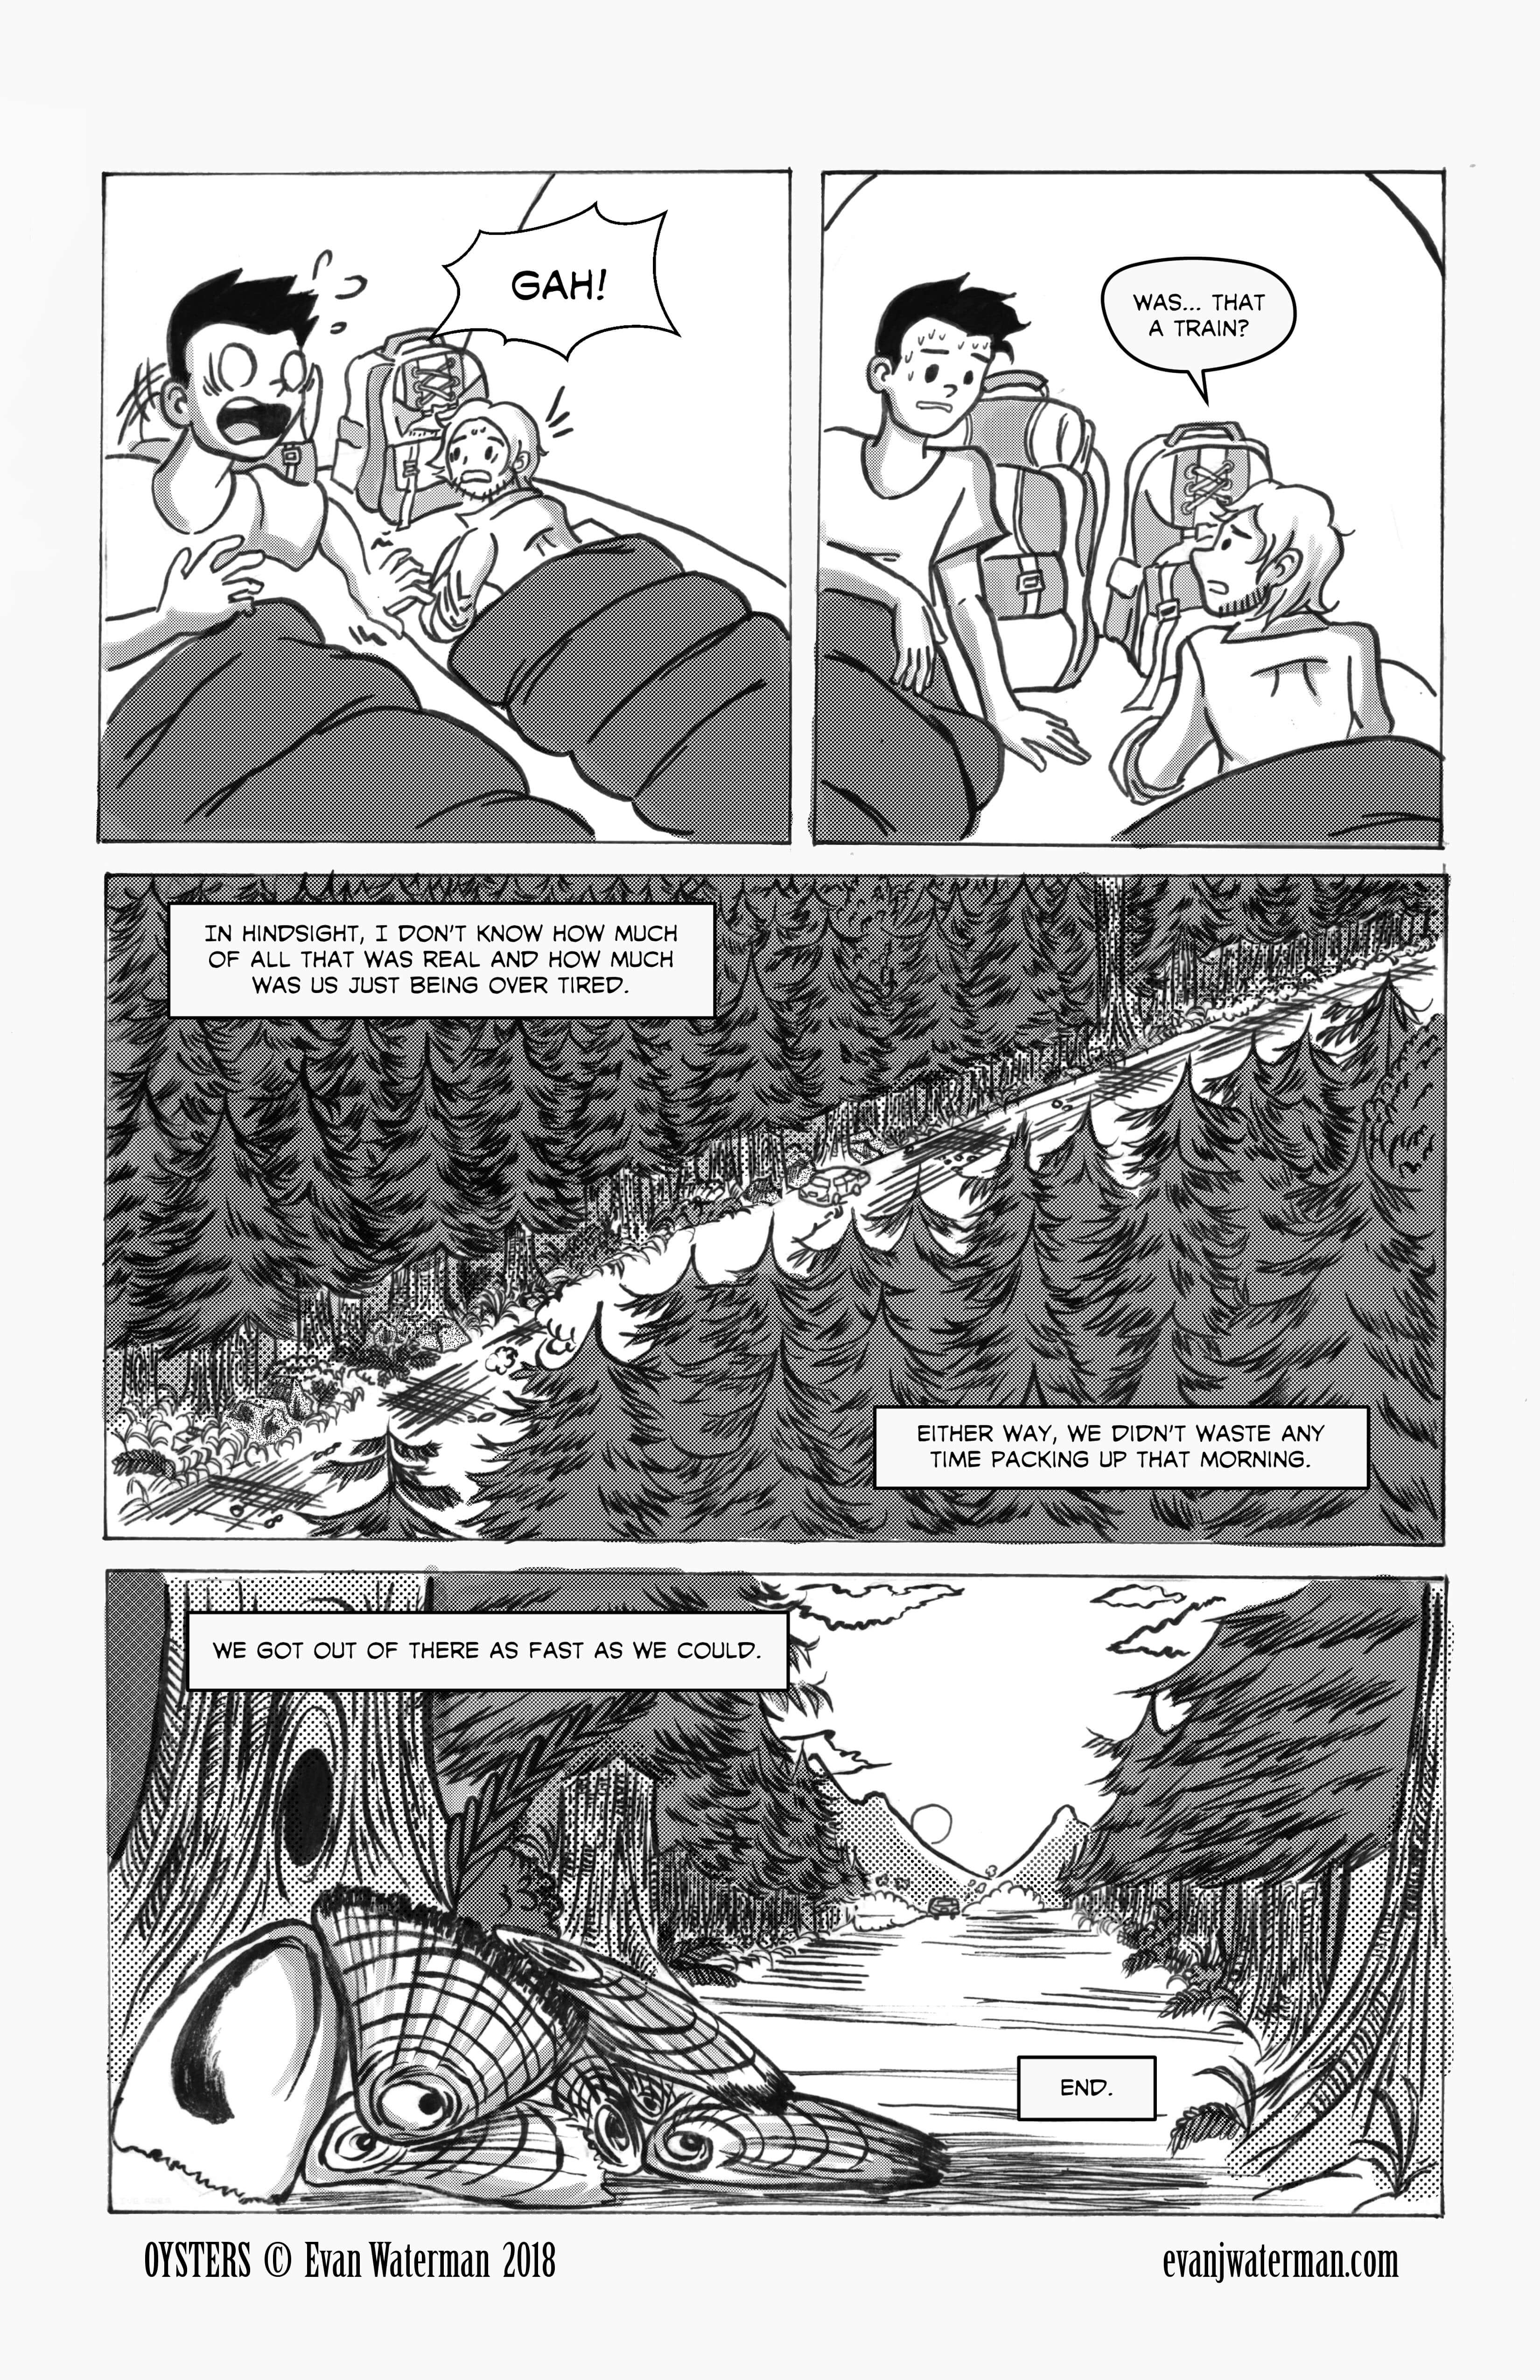 GAH!
WAS... THAT
A TRAIN?
IN HINDSIGHT, I DON'T KNOW HOW MUCH
OF ALL THAT WAS REAL AND HOW MUCH
WAS US JUST BEING OVER TIRED.
EITHER WAY, WE DIDN'T WASTE ANY
TIME PACKING UP THAT MORNING.
WE GOT OUT OF THERE AS FAST AS WE COULD.
END.
OYSTERS © Evan Waterman 2018
evanjwaterman.com